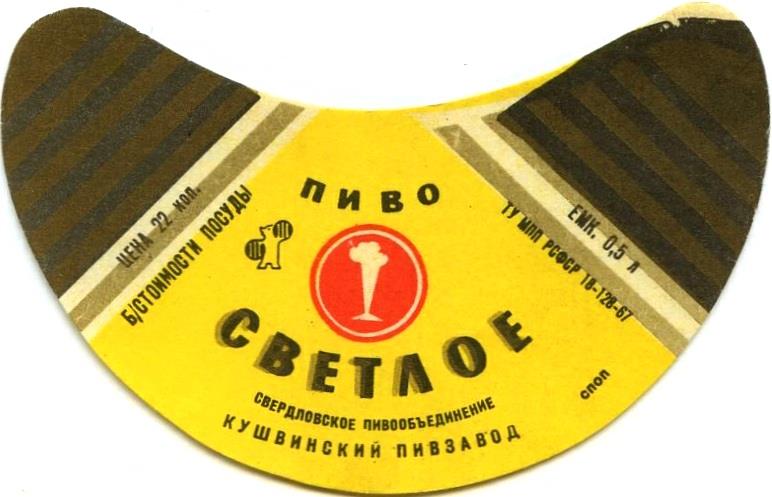 ЦЕНА 22 коп.
Б/СТОИМОСТИ ПОСУДЫ
ПИВО
СВЕТЛОЕ
СВЕРДЛОВСКОЕ ПИВООБЪЕДИНЕНИЕ
КУШВИНСКИЙ ПИВЗАВОД
ЕМК. 0,5 л
ТУ МПП РСФСР 18-128-67
СПОП